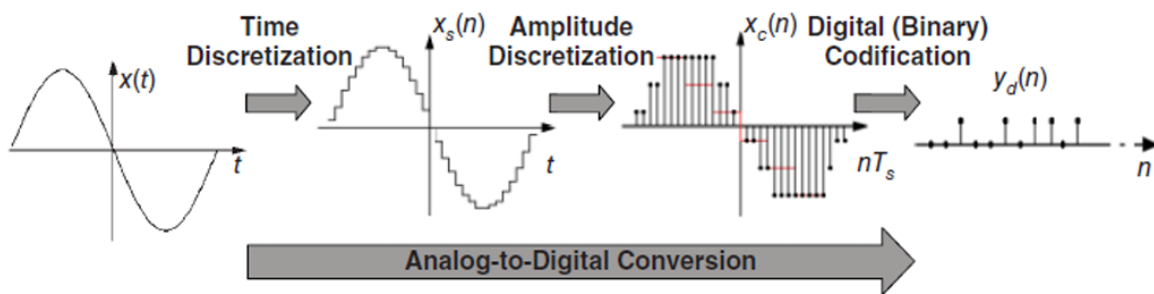 Time
Discretization
Amplitude
Discretization
Digital (Binary)
Codification
x(t)
t
x_s(n)
t
x_c(n)
nT_s
y_d(n)
n
Analog-to-Digital Conversion